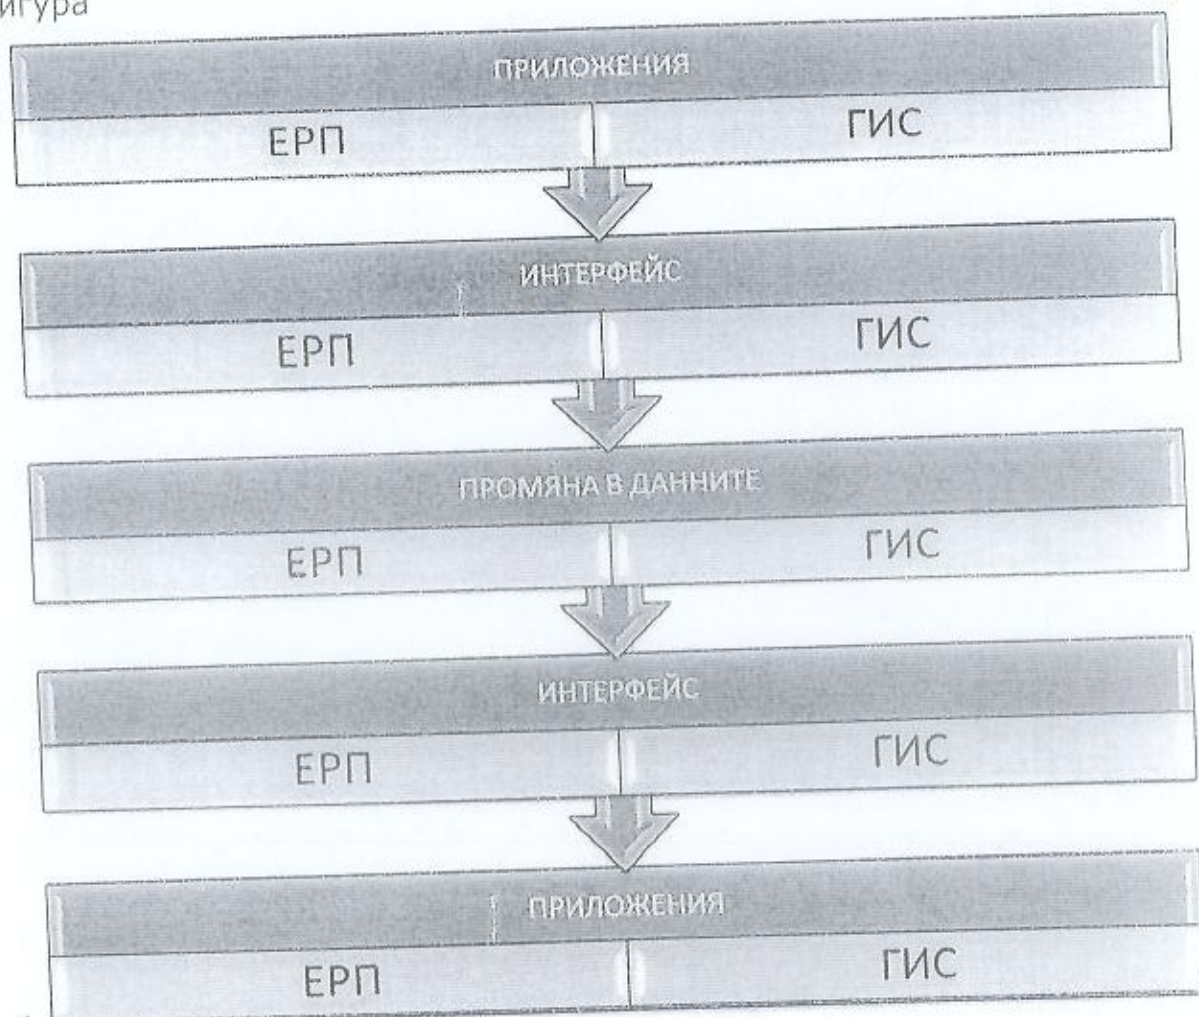 ПРИЛОЖЕНИЯ
ЕРП ГИС
ИНТЕРФЕЙС
ЕРП ГИС
ПРОМЯНА В ДАННИТЕ
ЕРП ГИС
ИНТЕРФЕЙС
ЕРП ГИС
ПРИЛОЖЕНИЯ
ЕРП ГИС